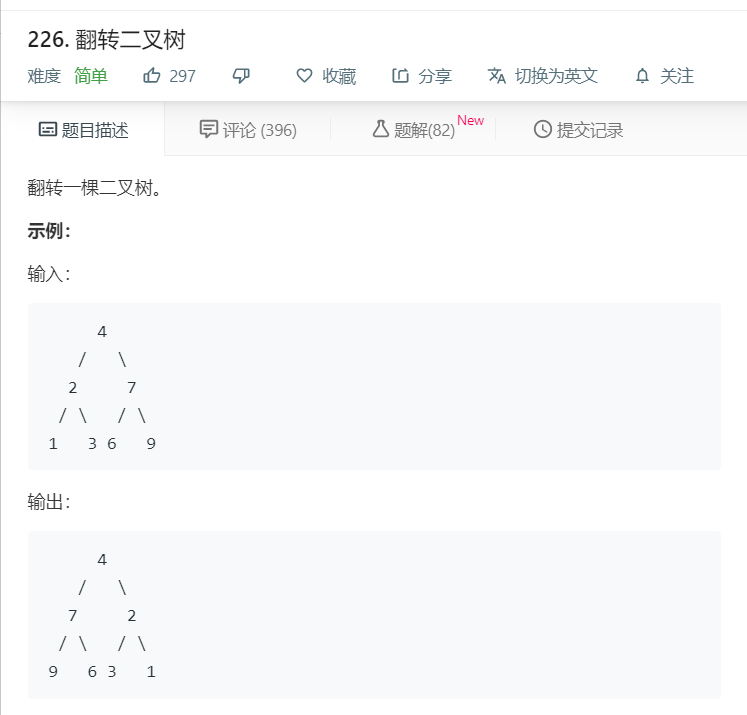 226. 翻转二叉树
难度 简单 297 收藏 分享 切换为英文 关注
题目描述 评论 (396) 题解(82) New 提交记录
翻转一棵二叉树。
示例：
输入：
4
/ \
2 7
/ \ / \
1 3 6 9
输出：
4
/ \
7 2
/ \ / \
9 6 3 1